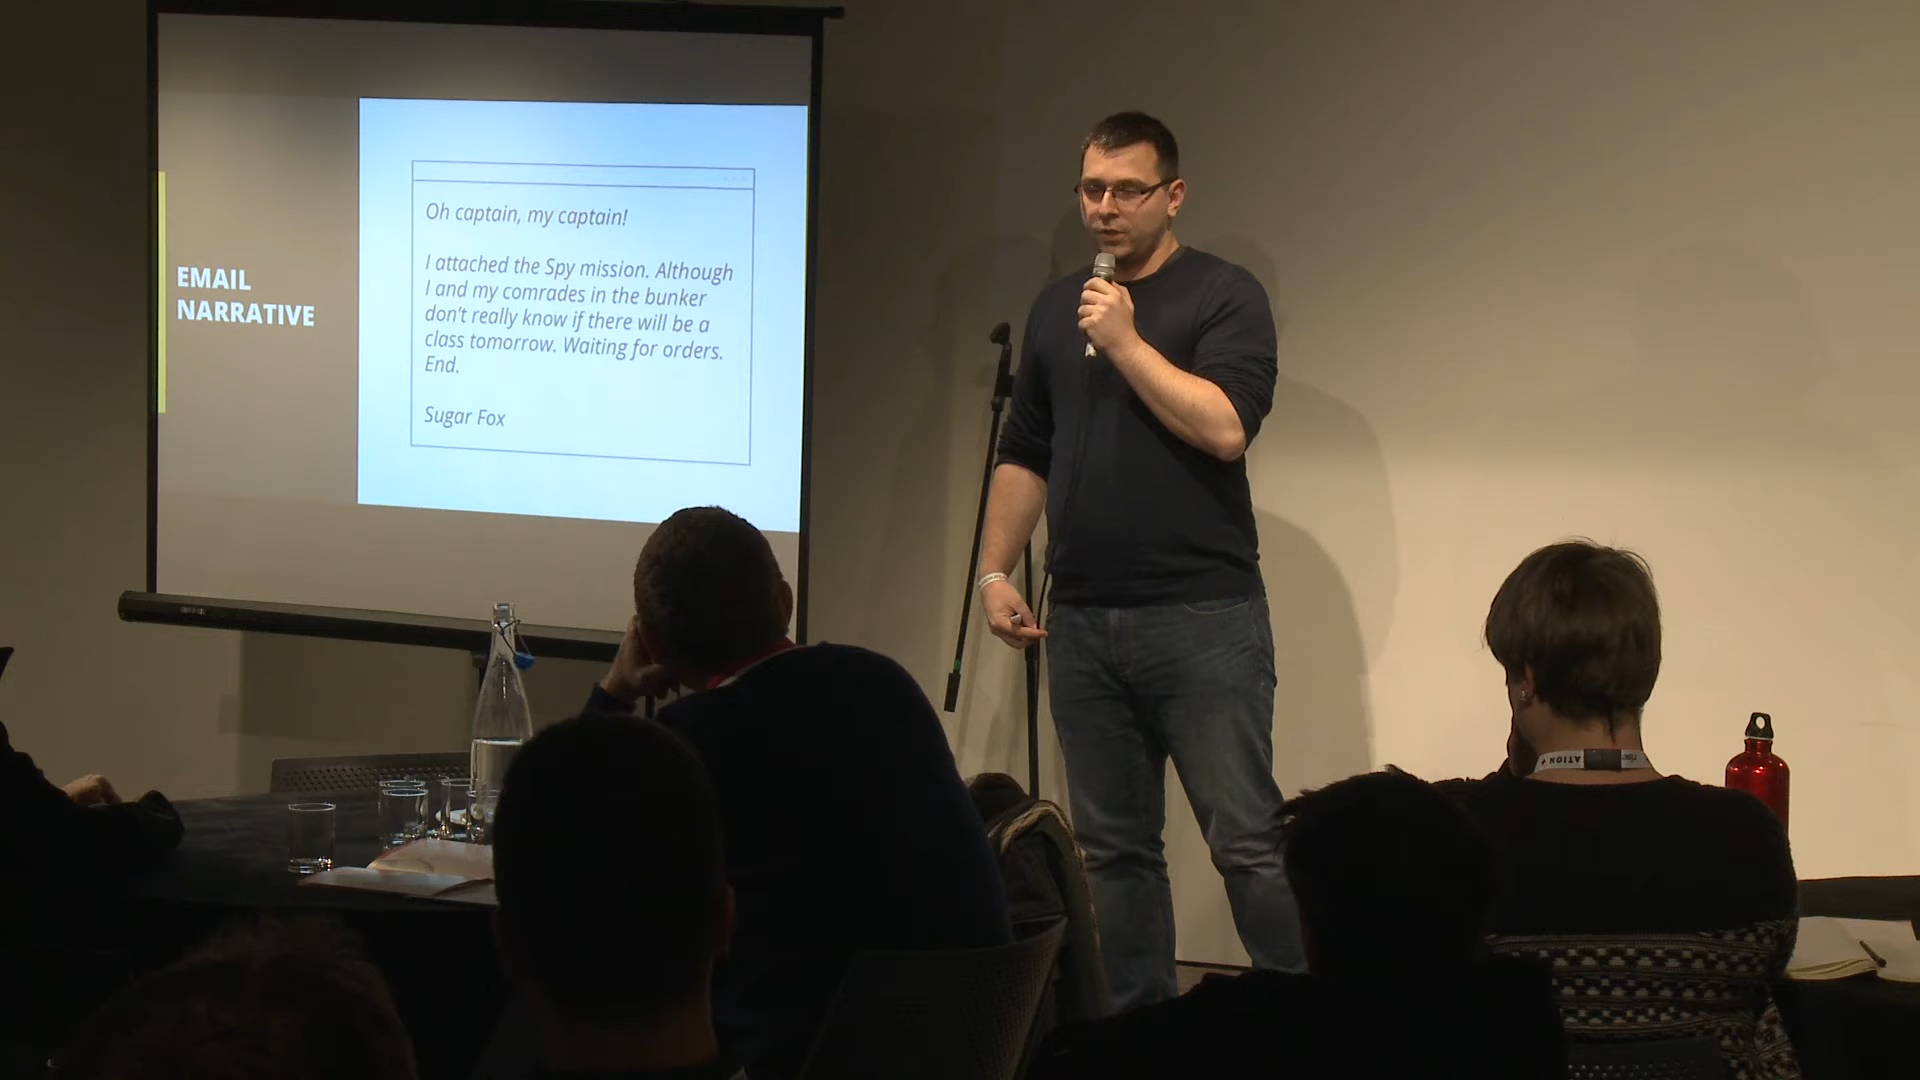 EMAIL
NARRATIVE
Oh captain, my captain!
I attached the Spy mission. Although
I and my comrades in the bunker
don't really know if there will be a
class tomorrow. Waiting for orders.
End.
Sugar Fox
ATION +